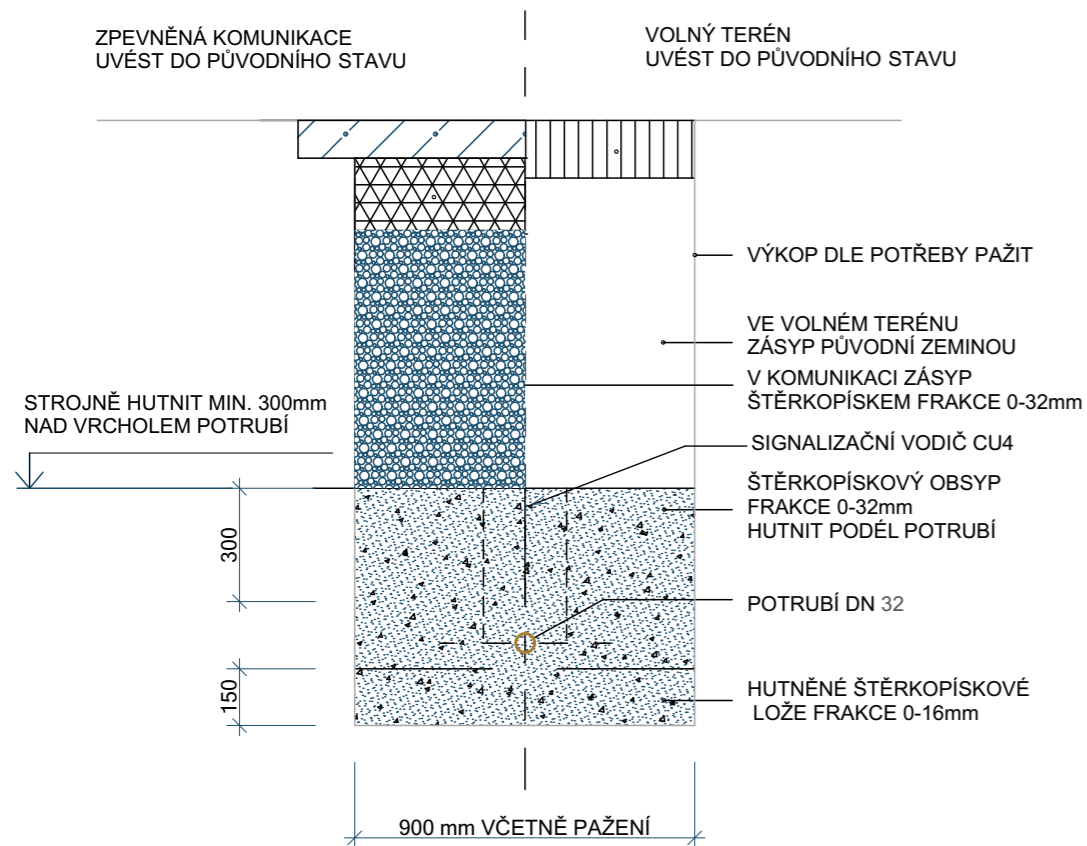 ZPEVNĚNÁ KOMUNIKACE
UVÉST DO PŮVODNÍHO STAVU
VOLNÝ TERÉN
UVÉST DO PŮVODNÍHO STAVU
VÝKOP DLE POTŘEBY PAŽIT
VE VOLNÉM TERÉNU
ZÁSYP PŮVODNÍ ZEMINOU
V KOMUNIKACI ZÁSYP
ŠTĚRKOPÍSKEM FRAKCE 0-32mm
STROJNĚ HUTNIT MIN. 300mm
NAD VRCHOLEM POTRUBÍ
SIGNALIZAČNÍ VODIČ CU4
ŠTĚRKOPÍSKOVÝ OBSYP
FRAKCE 0-32mm
HUTNIT PODÉL POTRUBÍ
300
POTRUBÍ DN 32
150
HUTNĚNÉ ŠTĚRKOPÍSKOVÉ
LOŽE FRAKCE 0-16mm
900 mm VČETNĚ PAŽENÍ